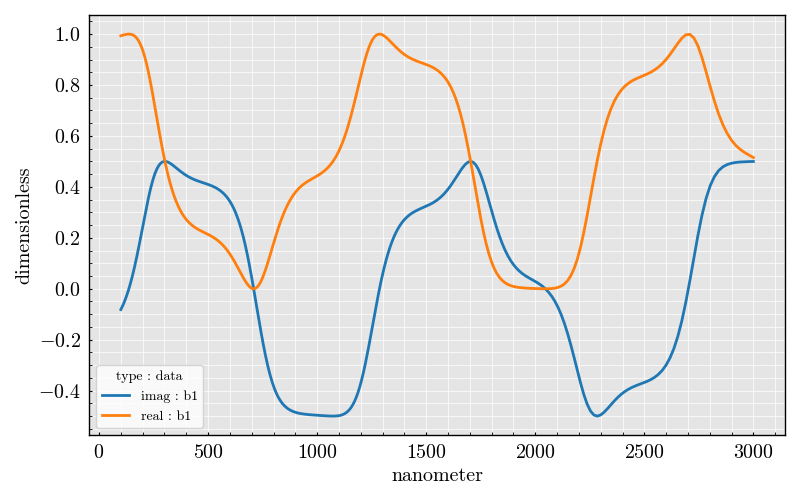 1.0
0.8
0.6
0.4
0.2
0.0
−0.2
−0.4
dimensionless
type : data
imag : b1
real : b1
0 500 1000 1500 2000 2500 3000
nanometer